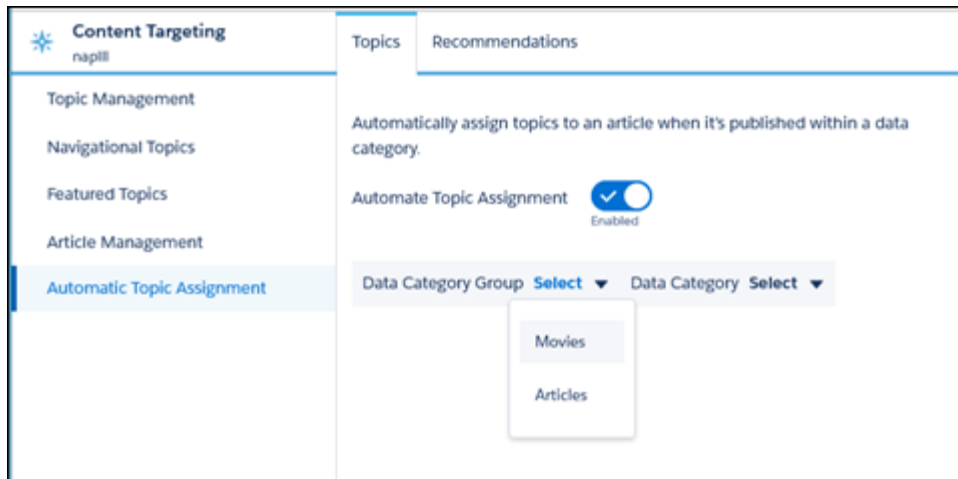 Content Targeting
napIII
Topic Management
Navigational Topics
Featured Topics
Article Management
Automatic Topic Assignment
Topics
Recommendations
Automatically assign topics to an article when it's published within a data
category.
Automate Topic Assignment
Enabled
Data Category Group Select
Data Category Select
Movies
Articles